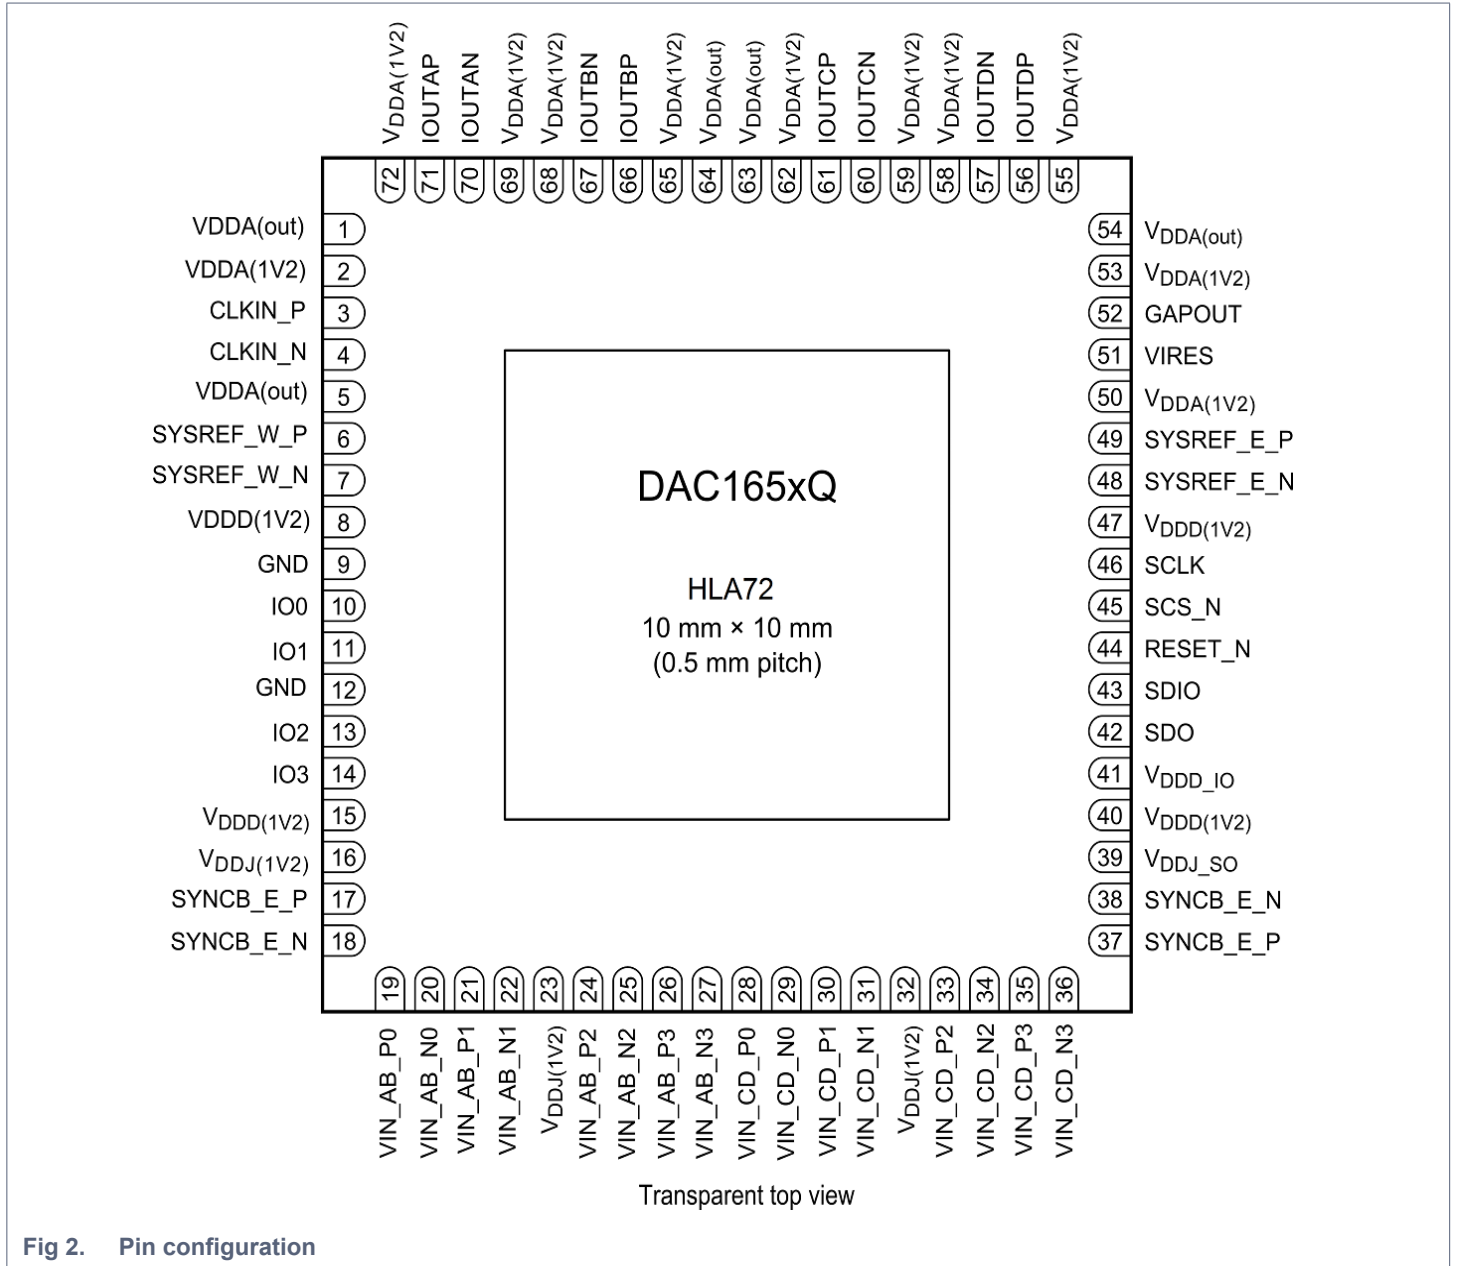 VDDA(1V2)
IOUTAP
IOUTAN
VDDA(1V2)
VDDA(1V2)
IOUTBN
IOUTBP
VDDA(1V2)
VDDA(out)
VDDA(out)
VDDA(1V2)
IOUTCP
IOUTCN
VDDA(1V2)
VDDA(1V2)
IOUTDN
IOUTDP
VDDA(1V2)
72
71
70
69
68
67
66
65
64
63
62
61
60
59
58
57
56
55
VDDA(out) 1
VDDA(1V2) 2
CLKIN_P 3
CLKIN_N 4
VDDA(out) 5
SYSREF_W_P 6
SYSREF_W_N 7
VDDD(1V2) 8
GND 9
IO0 10
IO1 11
GND 12
IO2 13
IO3 14
VDDD(1V2) 15
VDDJ(1V2) 16
SYNCB_E_P 17
SYNCB_E_N 18
DAC165xQ
HLA72
10 mm × 10 mm
(0.5 mm pitch)
54 VDDA(out)
53 VDDA(1V2)
52 GAPOUT
51 VIRES
50 VDDA(1V2)
49 SYSREF_E_P
48 SYSREF_E_N
47 VDDD(1V2)
46 SCLK
45 SCS_N
44 RESET_N
43 SDIO
42 SDO
41 VDDD_IO
40 VDDD(1V2)
39 VDDJ_SO
38 SYNCB_E_N
37 SYNCB_E_P
19
20
21
22
23
24
25
26
27
28
29
30
31
32
33
34
35
36
VIN_AB_P0
VIN_AB_N0
VIN_AB_P1
VIN_AB_N1
VDDJ(1V2)
VIN_AB_P2
VIN_AB_N2
VIN_AB_P3
VIN_AB_N3
VIN_CD_P0
VIN_CD_N0
VIN_CD_P1
VIN_CD_N1
VDDJ(1V2)
VIN_CD_P2
VIN_CD_N2
VIN_CD_P3
VIN_CD_N3
Transparent top view
Fig 2. Pin configuration